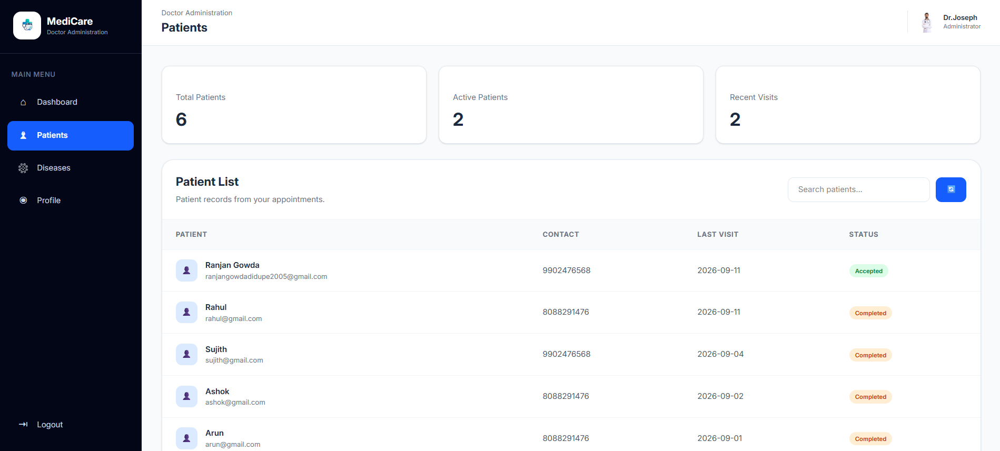 MediCare
Doctor Administration
MAIN MENU
Dashboard
Patients
Diseases
Profile
Logout
Doctor Administration
Patients
Dr.Joseph
Administrator
Total Patients
6
Active Patients
2
Recent Visits
2
Patient List
Patient records from your appointments.
Search patients...
PATIENT CONTACT LAST VISIT STATUS
Ranjan Gowda
ranjangowdadidupe2005@gmail.com
9902476568 2026-09-11 Accepted
Rahul
rahul@gmail.com
8088291476 2026-09-11 Completed
Sujith
sujith@gmail.com
9902476568 2026-09-04 Completed
Ashok
ashok@gmail.com
8088291476 2026-09-02 Completed
Arun
arun@gmail.com
8088291476 2026-09-01 Completed